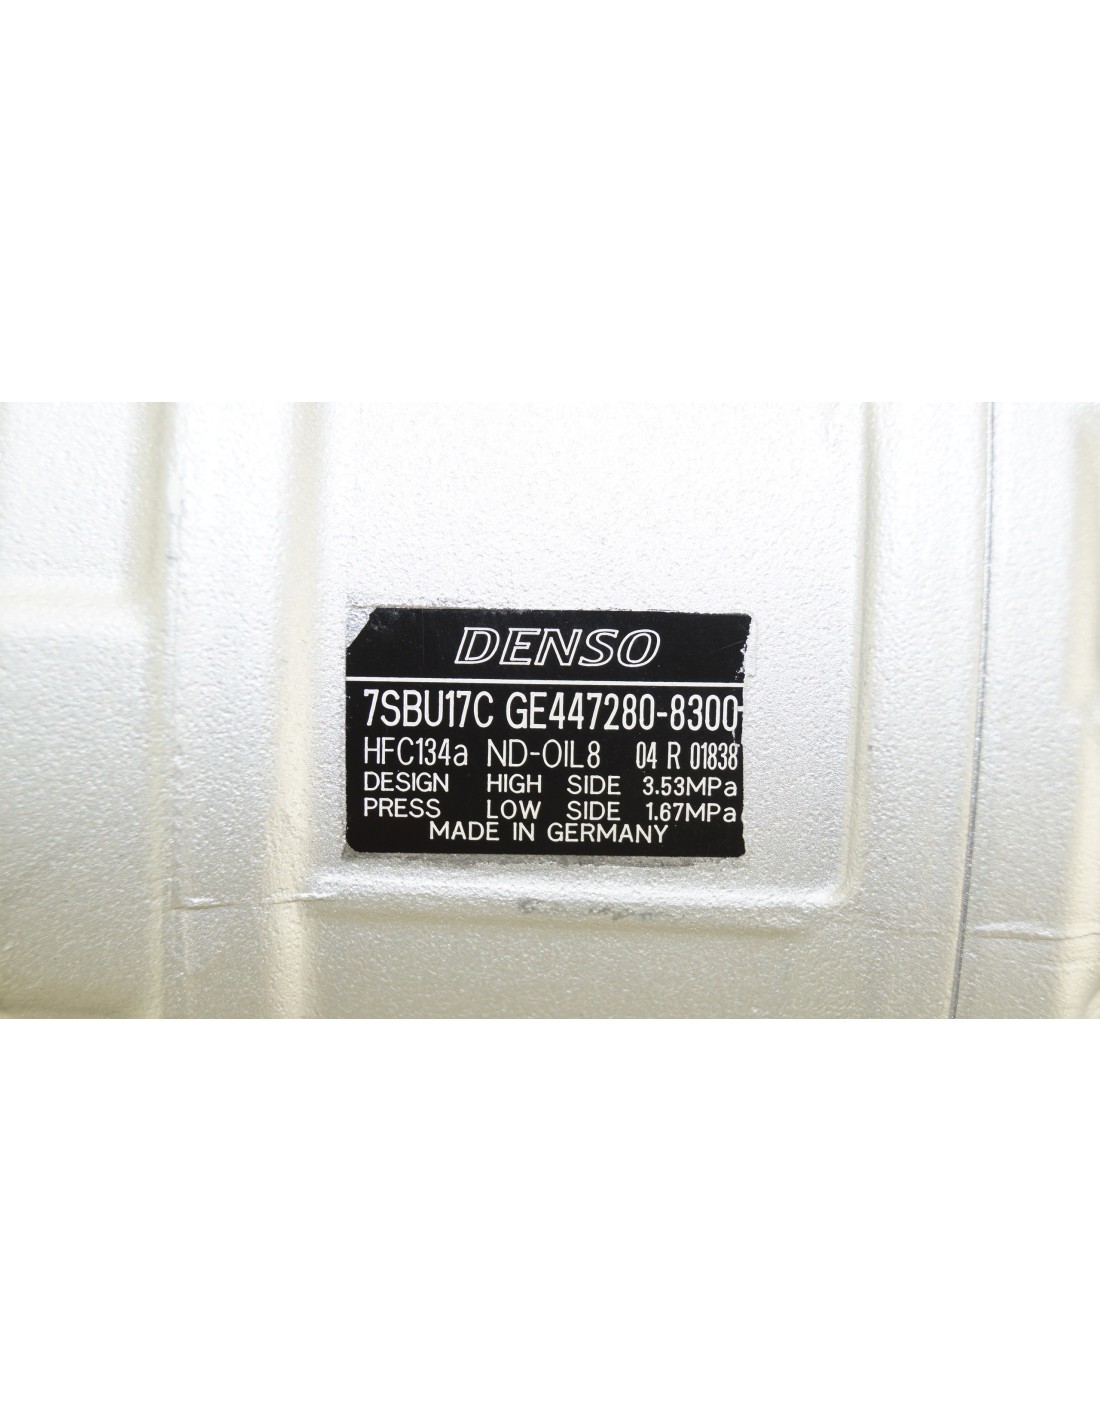 DENSO
7SBU17C GE447280-8300
HFC134a ND-OIL8 04 R 01838
DESIGN HIGH SIDE 3.53MPa
PRESS LOW SIDE 1.67MPa
MADE IN GERMANY